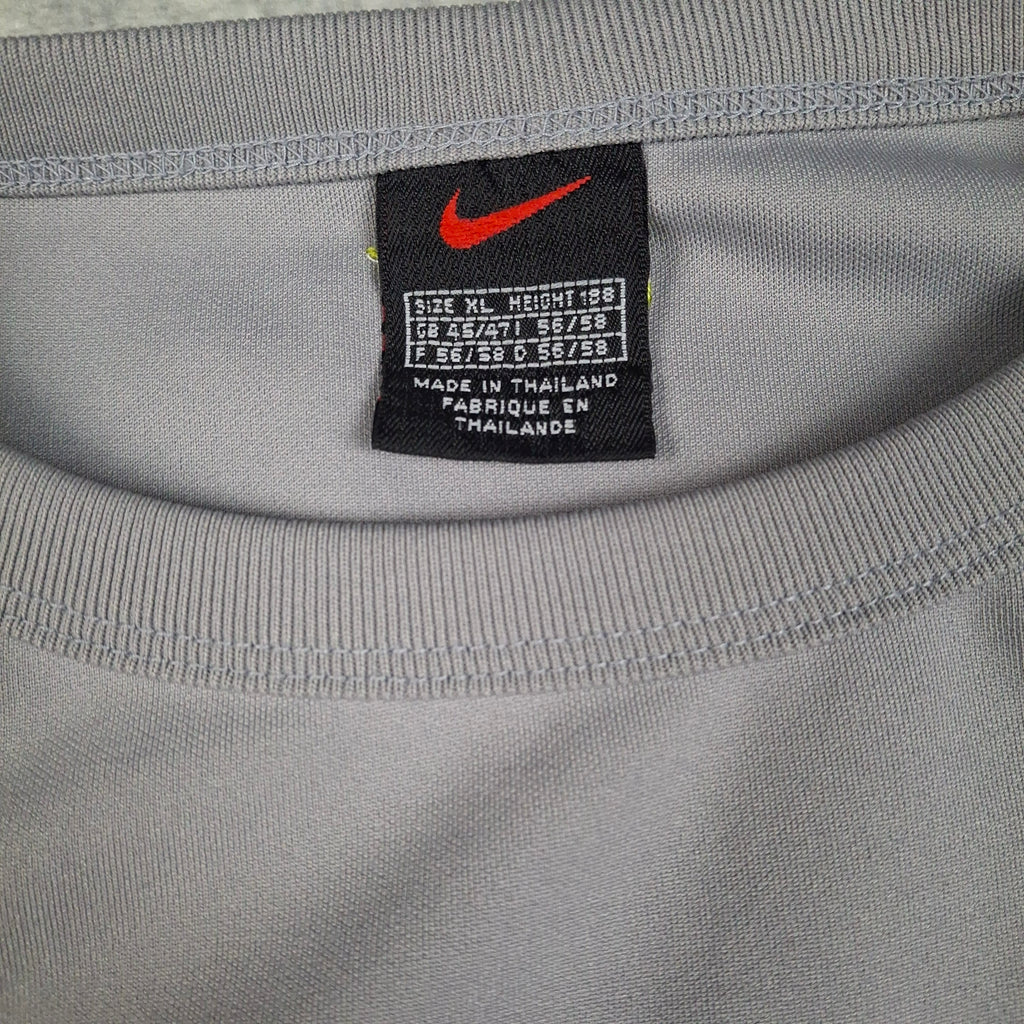 SIZE XL HEIGHT 188
GB 45/47 I 56/58
F 56/58 D 56/58
MADE IN THAILAND
FABRIQUE EN
THAILANDE